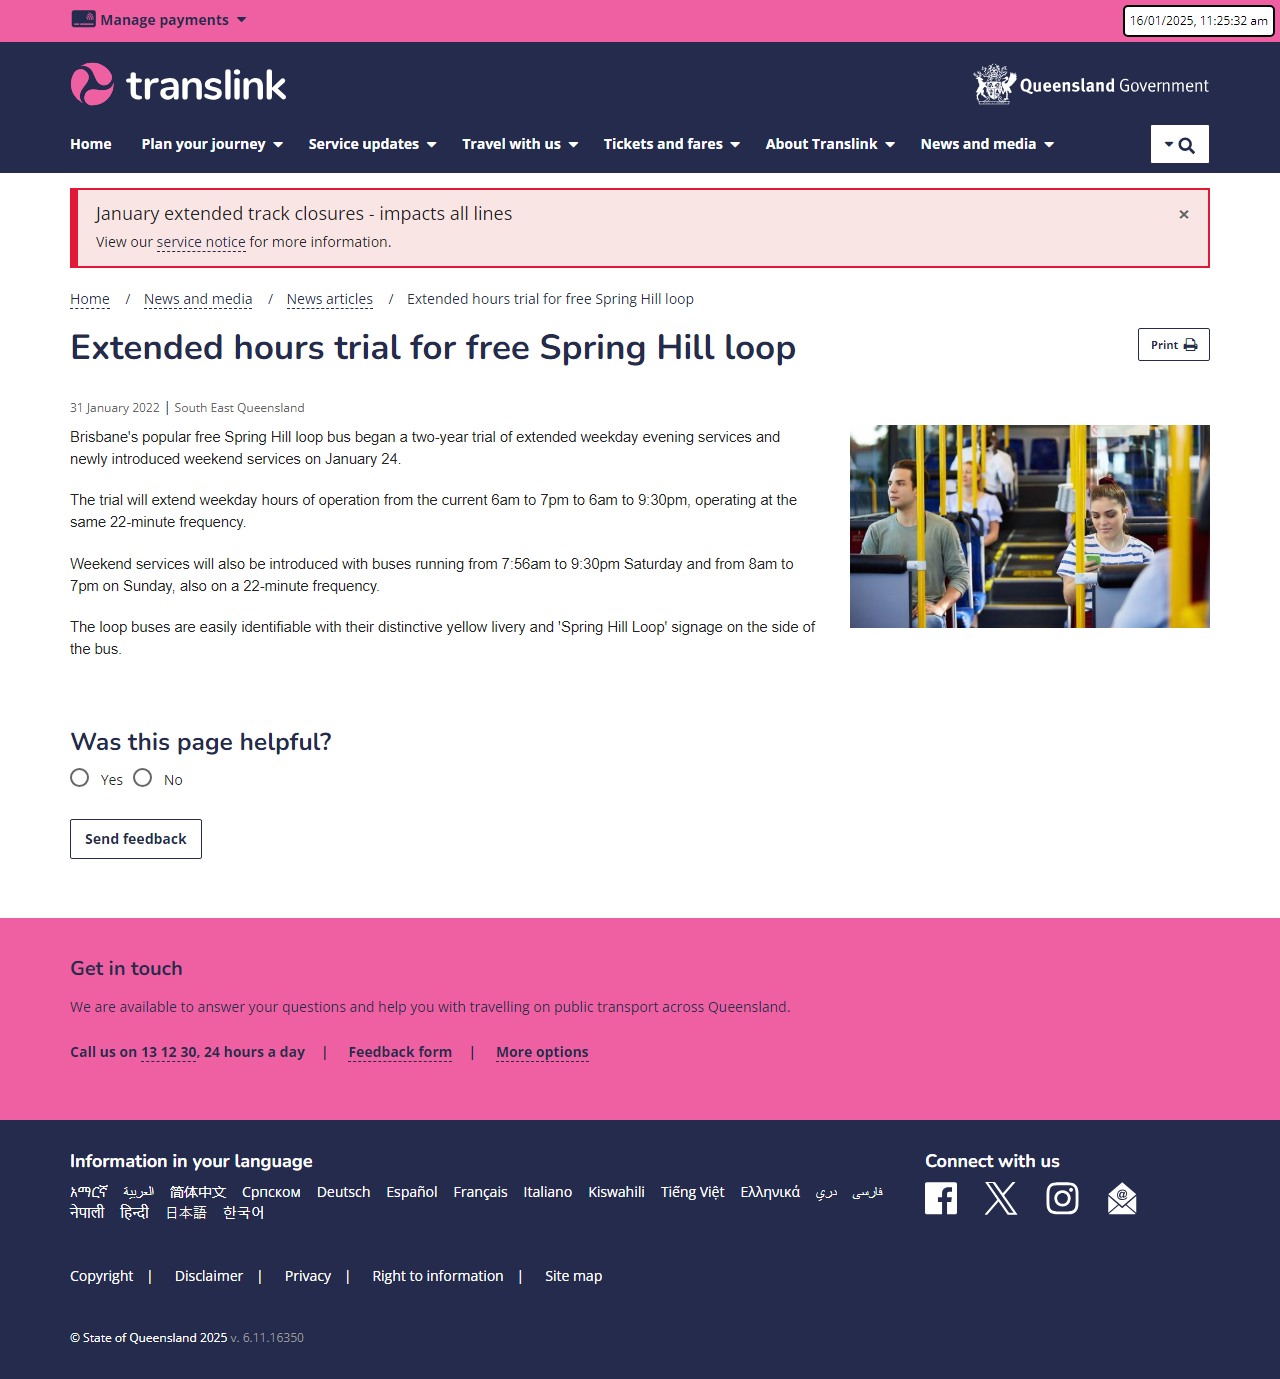 Manage payments
16/01/2025, 11:25:32 am
translink
Queensland Government
Home Plan your journey Service updates Travel with us Tickets and fares About Translink News and media
January extended track closures - impacts all lines ×
View our service notice for more information.
Home / News and media / News articles / Extended hours trial for free Spring Hill loop
Extended hours trial for free Spring Hill loop
Print
31 January 2022 | South East Queensland
Brisbane's popular free Spring Hill loop bus began a two-year trial of extended weekday evening services and
newly introduced weekend services on January 24.
The trial will extend weekday hours of operation from the current 6am to 7pm to 6am to 9:30pm, operating at the
same 22-minute frequency.
Weekend services will also be introduced with buses running from 7:56am to 9:30pm Saturday and from 8am to
7pm on Sunday, also on a 22-minute frequency.
The loop buses are easily identifiable with their distinctive yellow livery and 'Spring Hill Loop' signage on the side of
the bus.
Was this page helpful?
Yes No
Send feedback
Get in touch
We are available to answer your questions and help you with travelling on public transport across Queensland.
Call us on 13 12 30, 24 hours a day | Feedback form | More options
Information in your language
አማርኛ العربية 简体中文 Српском Deutsch Español Français Italiano Kiswahili Tiếng Việt Ελληνικά دری فارسی
नेपाली हिन्दी 日本語 한국어
Connect with us
Copyright | Disclaimer | Privacy | Right to information | Site map
© State of Queensland 2025 v. 6.11.16350